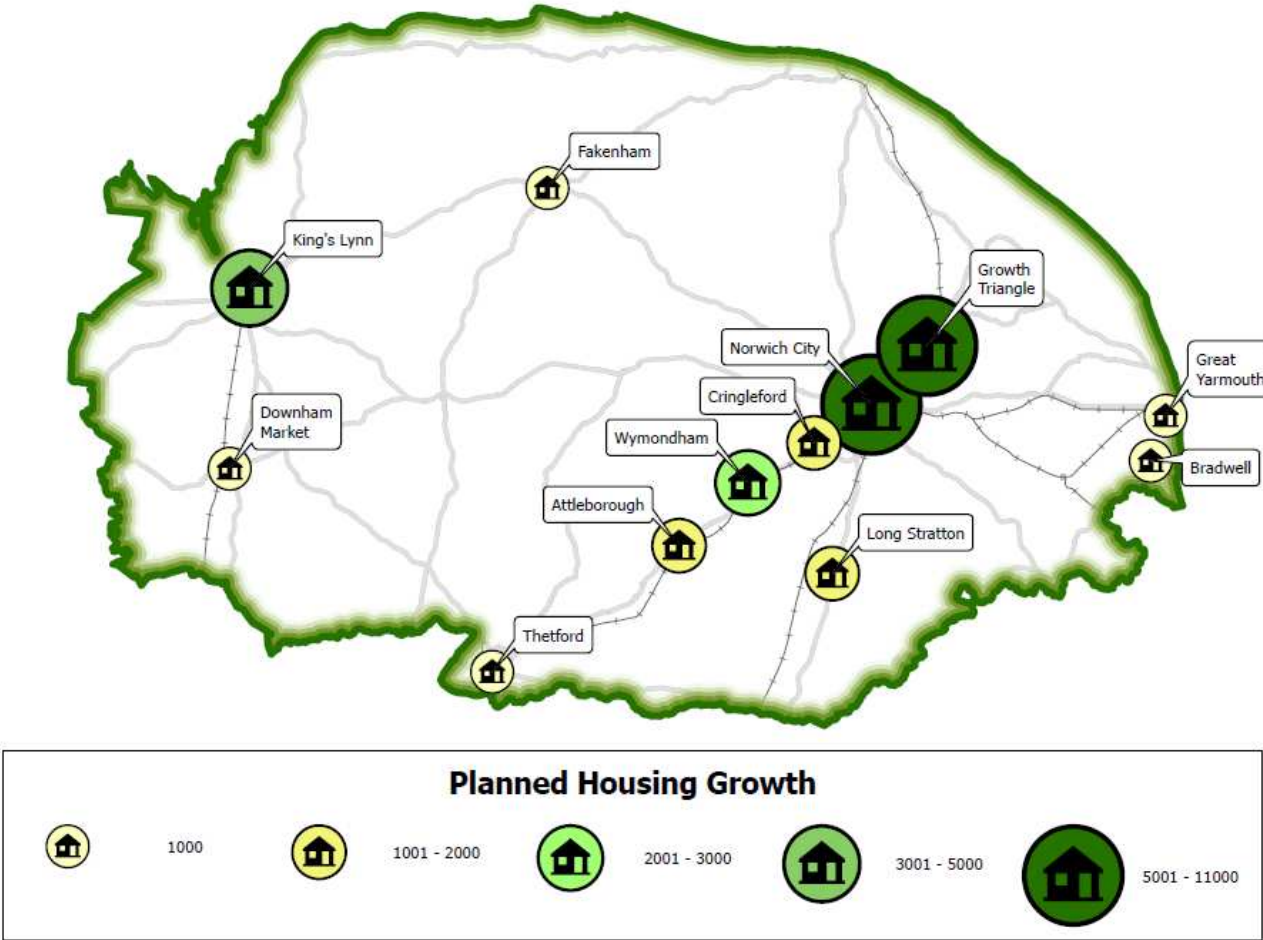 Fakenham
King's Lynn
Growth
Triangle
Norwich City
Great
Yarmouth
Cringleford
Downham
Market
Wymondham
Bradwell
Attleborough
Long Stratton
Thetford
Planned Housing Growth
1000
1001 - 2000
2001 - 3000
3001 - 5000
5001 - 11000